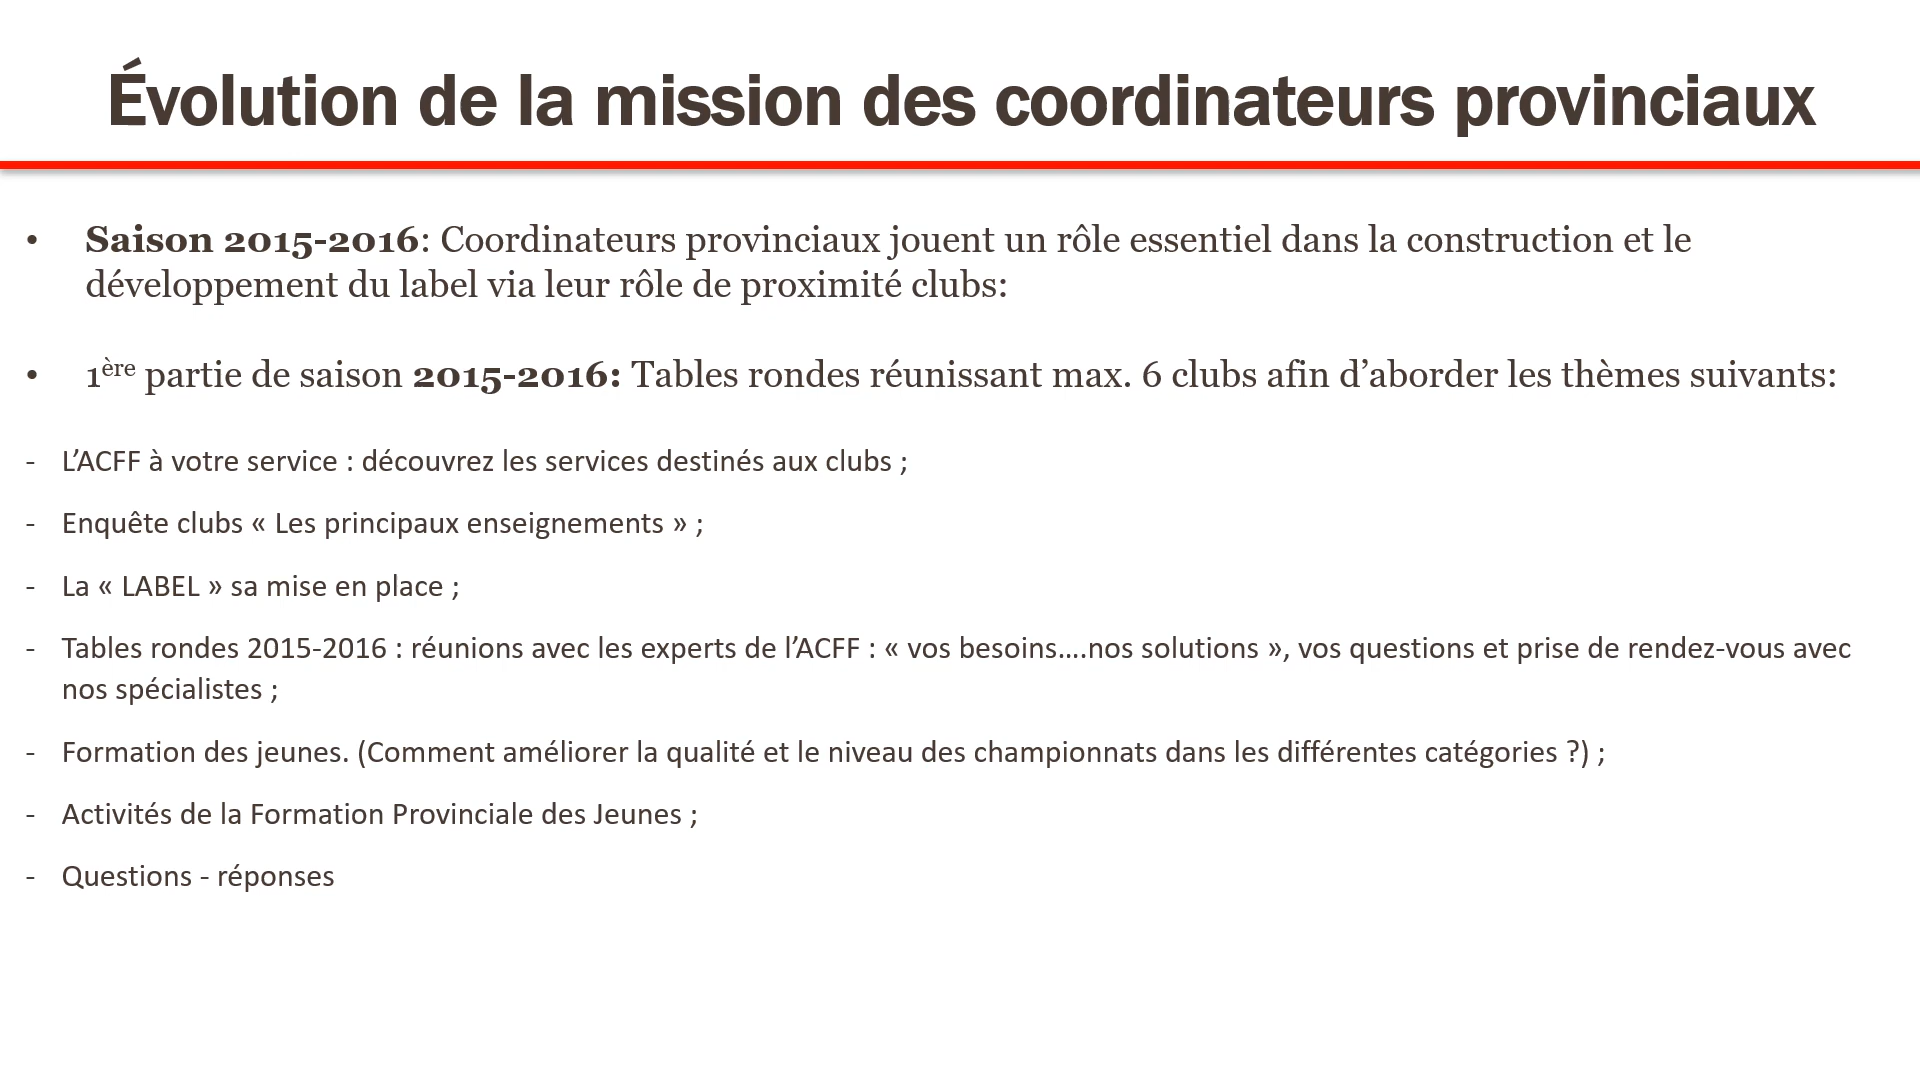 Évolution de la mission des coordinateurs provinciaux
• Saison 2015-2016: Coordinateurs provinciaux jouent un rôle essentiel dans la construction et le
développement du label via leur rôle de proximité clubs:
• 1ère partie de saison 2015-2016: Tables rondes réunissant max. 6 clubs afin d’aborder les thèmes suivants:
- L’ACFF à votre service : découvrez les services destinés aux clubs ;
- Enquête clubs « Les principaux enseignements » ;
- La « LABEL » sa mise en place ;
- Tables rondes 2015-2016 : réunions avec les experts de l’ACFF : « vos besoins….nos solutions », vos questions et prise de rendez-vous avec
nos spécialistes ;
- Formation des jeunes. (Comment améliorer la qualité et le niveau des championnats dans les différentes catégories ?) ;
- Activités de la Formation Provinciale des Jeunes ;
- Questions - réponses